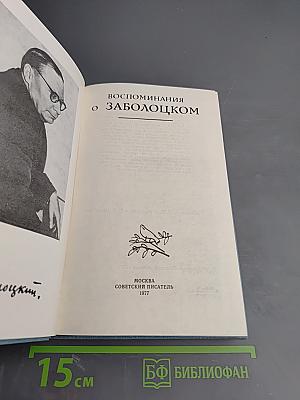 ВОСПОМИНАНИЯ
О ЗАБОЛОЦКОМ
МОСКВА
СОВЕТСКИЙ ПИСАТЕЛЬ
1977
15 см
БФ БИБЛИОФАН